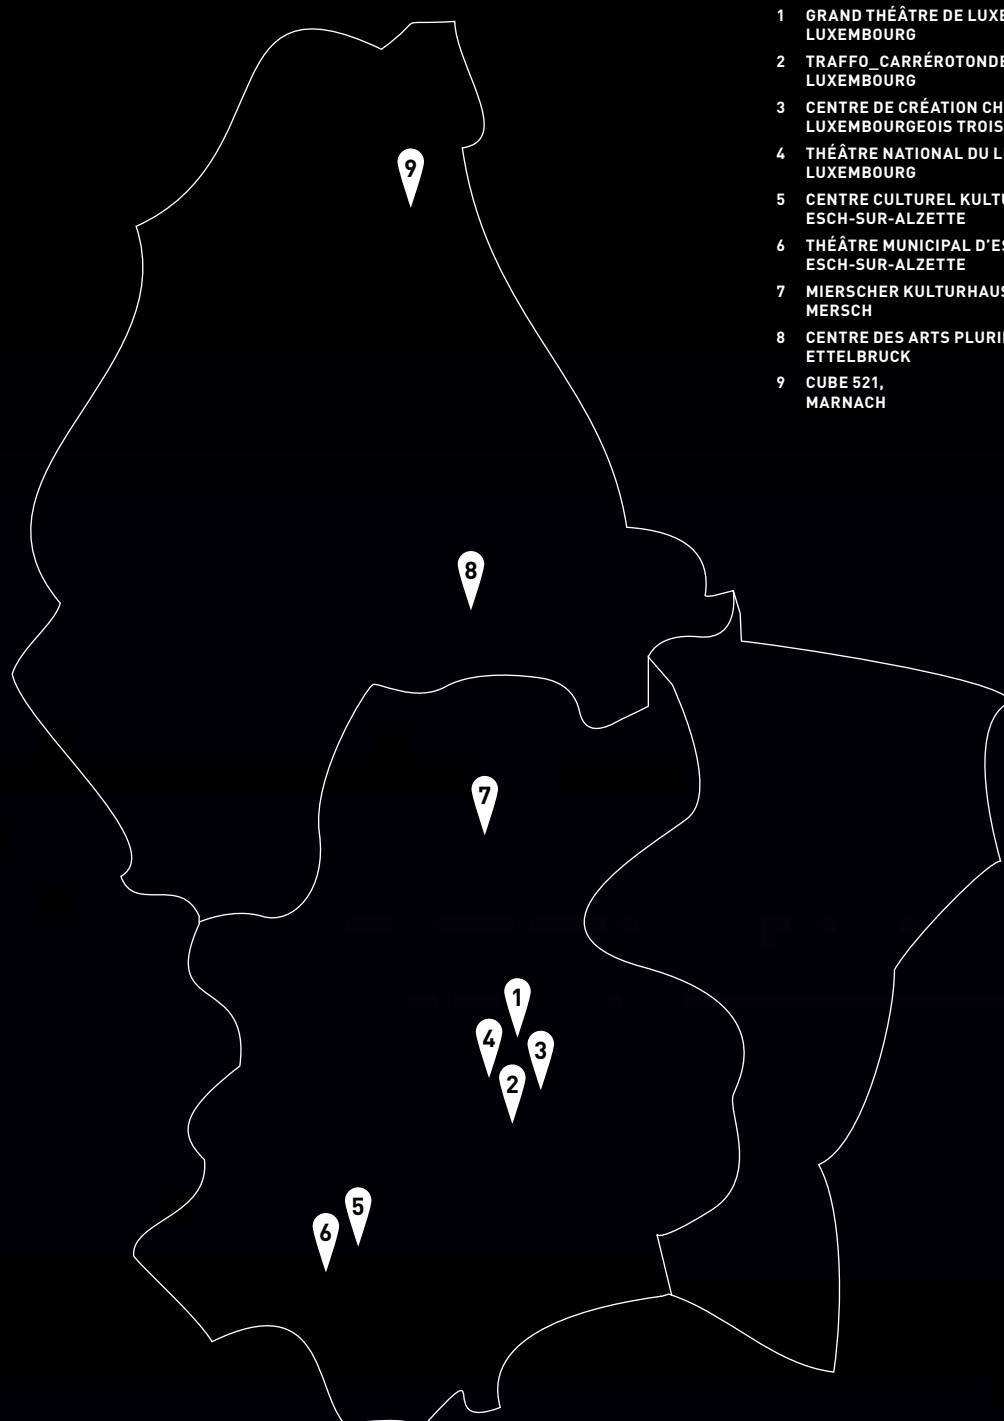 1 GRAND THÉÂTRE DE
LUXEMBOURG
2
LUXEMBOURG
3 CENTRE DE CRÉATION
LUXEMBOURGEOIS TROIS
4 THÉÂTRE NATIONAL DU
LUXEMBOURG
5 CENTRE CULTUREL
ESCH-SUR-ALZETTE
6 THÉÂTRE MUNICIPAL
ESCH-SUR-ALZETTE
7 MIERSCHER KULTURHAUS
MERSCH
8 CENTRE DES ARTS
ETTELBRUCK
9 CUBE 521,
MARNACH
9
8
7
1
4
3
2
5
6